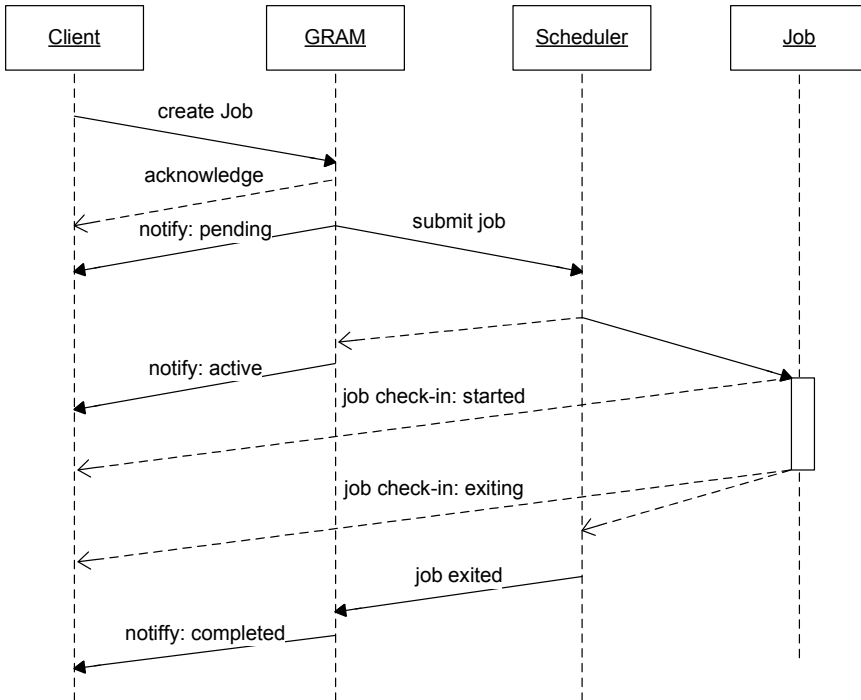 Client
GRAM
Scheduler
Job
create Job
acknowledge
notify: pending
submit job
notify: active
job check-in: started
job check-in: exiting
job exited
notiffy: completed